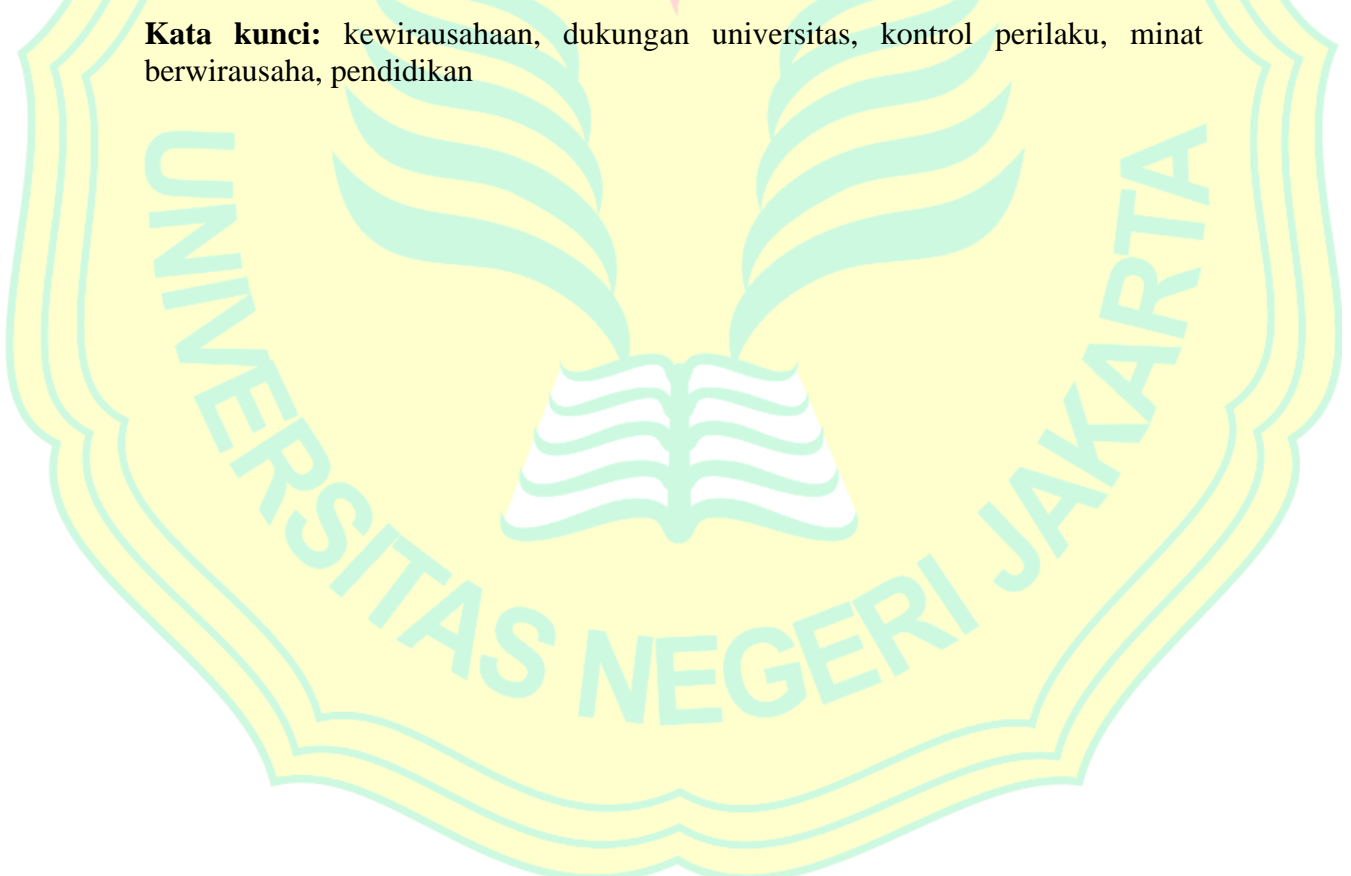 Kata kunci: kewirausahaan, dukungan universitas, kontrol perilaku, minat
berwirausaha, pendidikan
UNIVERSITAS NEGERI JAKARTA